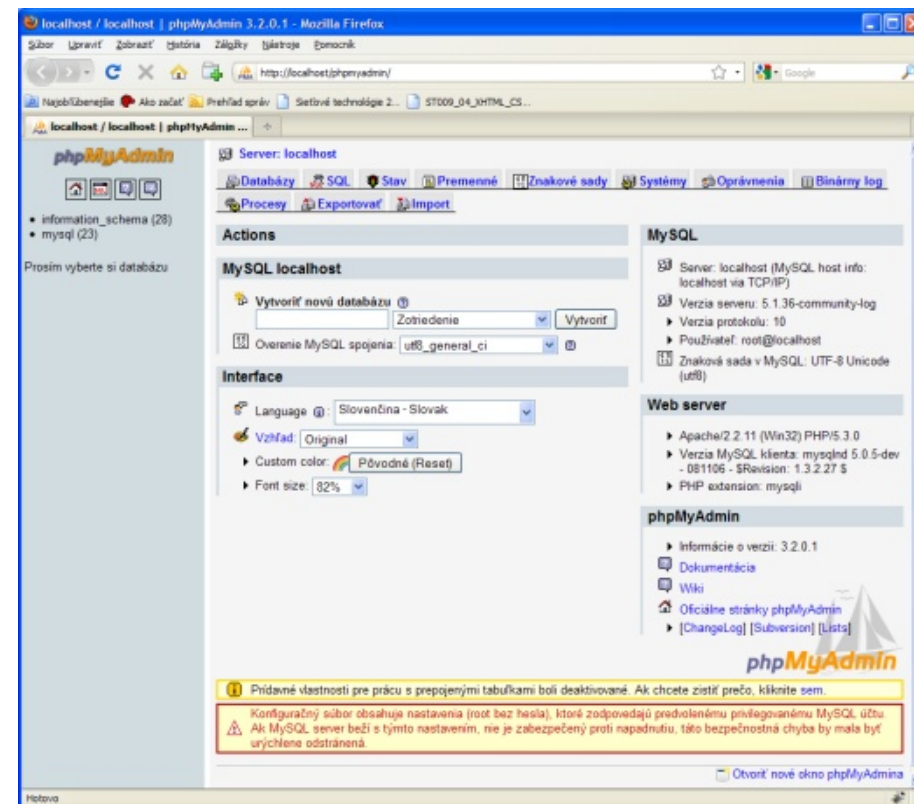 localhost / localhost | phpMyAdmin 3.2.0.1 - Mozilla Firefox
Súbor Upraviť Zobraziť História Záložky Nástroje Pomocník
http://localhost/phpmyadmin/
Google
Najobľúbenejšie Ako začať Prehľad správ Sieťové technológie 2... ST009_04_XHTML_CS...
localhost / localhost | phpMyAdmin ...
phpMyAdmin
information_schema (28)
mysql (23)
Prosím vyberte si databázu
Server: localhost
Databázy SQL Stav Premenné Znakové sady Systémy Oprávnenia Binárny log
Procesy Exportovať Import
Actions
MySQL localhost
Vytvoriť novú databázu
Zotriedenie Vytvoriť
Overenie MySQL spojenia: utf8_general_ci
Interface
Language : Slovenčina - Slovak
Vzhľad: Original
Custom color: Pôvodné (Reset)
Font size: 82%
MySQL
Server: localhost (MySQL host info:
localhost via TCP/IP)
Verzia serveru: 5.1.36-community-log
Verzia protokolu: 10
Používateľ: root@localhost
Znaková sada v MySQL: UTF-8 Unicode
(utf8)
Web server
Apache/2.2.11 (Win32) PHP/5.3.0
Verzia MySQL klienta: mysqlnd 5.0.5-dev
- 081106 - $Revision: 1.3.2.27 $
PHP extension: mysqli
phpMyAdmin
Informácie o verzii: 3.2.0.1
Dokumentácia
Wiki
Oficiálne stránky phpMyAdmin
[ChangeLog] [Subversion] [Lists]
phpMyAdmin
Prídavné vlastnosti pre prácu s prepojenými tabuľkami boli deaktivované. Ak chcete zistiť prečo, kliknite sem.
Konfiguračný súbor obsahuje nastavenia (root bez hesla), ktoré zodpovedajú predvolenému privilegovanému MySQL účtu.
Ak MySQL server beží s týmto nastavením, nie je zabezpečený proti napadnutiu, táto bezpečnostná chyba by mala byť
urýchlene odstránená.
Otvoriť nové okno phpMyAdmina
Hotovo